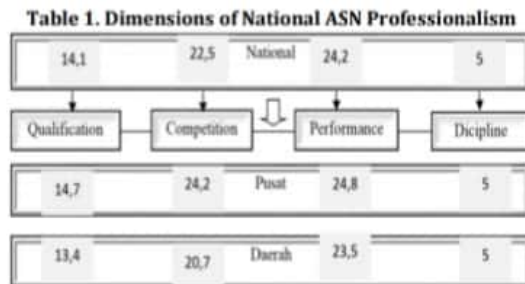 Table 1. Dimensions of National ASN Professionalism
14,1 22,5 National 24,2 5
Qualification Competition Performance Dicipline
14,7 24,2 Pusat 24,8 5
13,4 20,7 Daerah 23,5 5